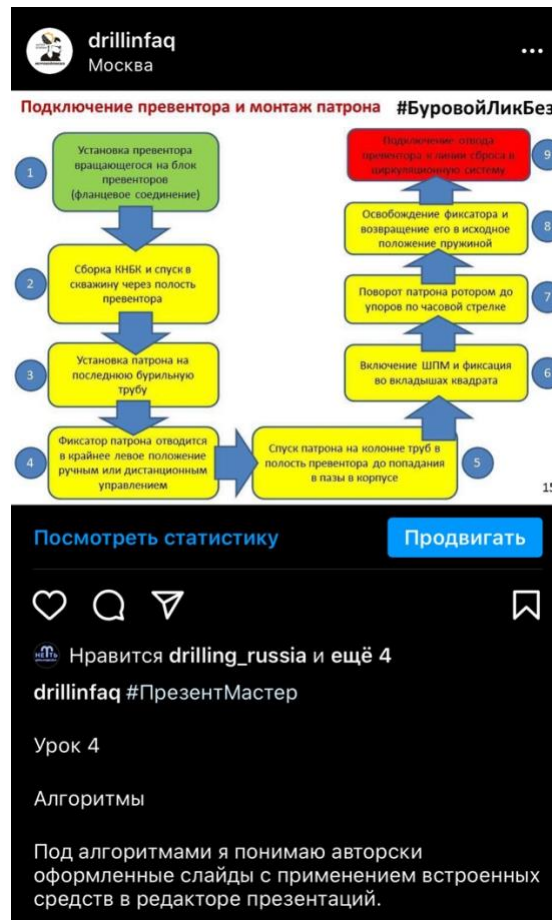 drillinfaq
Москва
Подключение превентора и монтаж патрона
#БуровойЛикБез
1
Установка превентора
вращающегося на блок
превенторов
(фланцевое соединение)
2
Сборка КНБК и спуск в
скважину через полость
превентора
3
Установка патрона на
последнюю бурильную
трубу
4
Фиксатор патрона отводится
в крайнее левое положение
ручным или дистанционным
управлением
Спуск патрона на колонне труб в
полость превентора до попадания
в пазы в корпусе
5
Включение ШПМ и фиксация
во вкладышах квадрата
6
Поворот патрона ротором до
упоров по часовой стрелке
7
Освобождение фиксатора и
возвращение его в исходное
положение пружиной
8
Подключение отвода
превентора к линии сброса в
циркуляционную систему
9
15
Посмотреть статистику
Продвигать
Нравится drilling_russia и ещё 4
drillinfaq #ПрезентМастер
Урок 4
Алгоритмы
Под алгоритмами я понимаю авторски
оформленные слайды с применением встроенных
средств в редакторе презентаций.